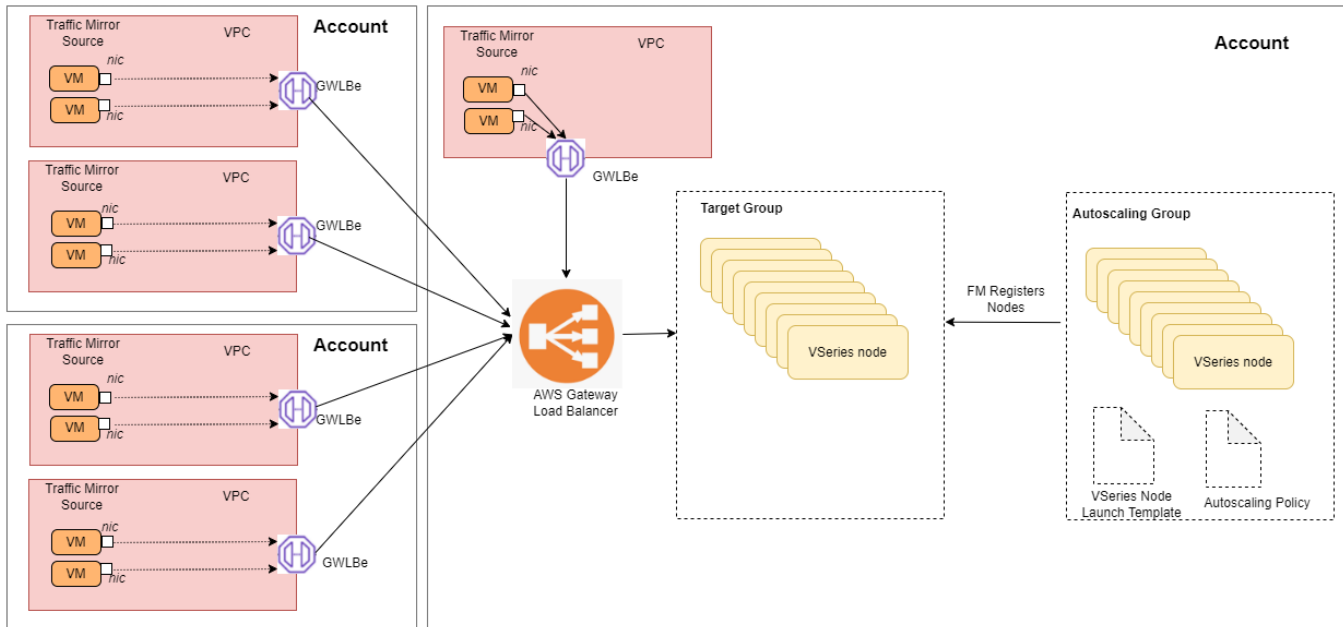 Traffic Mirror
Source
VPC
Account
nic
VM
GWLBe
VM
nic
Traffic Mirror
Source
VPC
nic
VM
GWLBe
VM
nic
Traffic Mirror
Source
VPC
Account
nic
VM
GWLBe
VM
nic
Traffic Mirror
Source
VPC
nic
VM
GWLBe
VM
nic
Traffic Mirror
Source
VPC
Account
nic
VM
VM
nic
GWLBe
AWS Gateway
Load Balancer
Target Group
VSeries node
FM Registers
Nodes
Autoscaling Group
VSeries node
VSeries Node
Launch Template
Autoscaling Policy